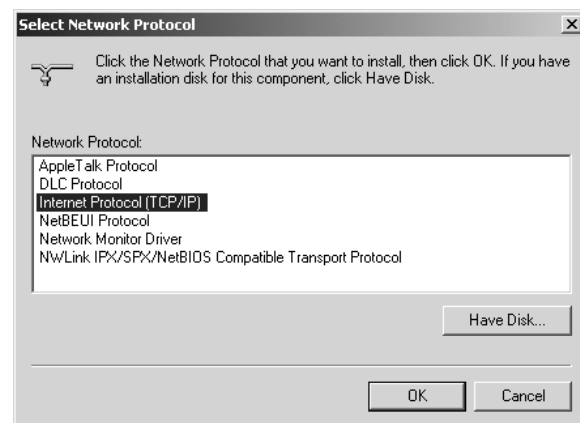 Select Network Protocol
Click the Network Protocol that you want to install, then click OK. If you have
an installation disk for this component, click Have Disk.
Network Protocol:
AppleTalk Protocol
DLC Protocol
Internet Protocol (TCP/IP)
NetBEUI Protocol
Network Monitor Driver
NWLink IPX/SPX/NetBIOS Compatible Transport Protocol
Have Disk...
OK
Cancel